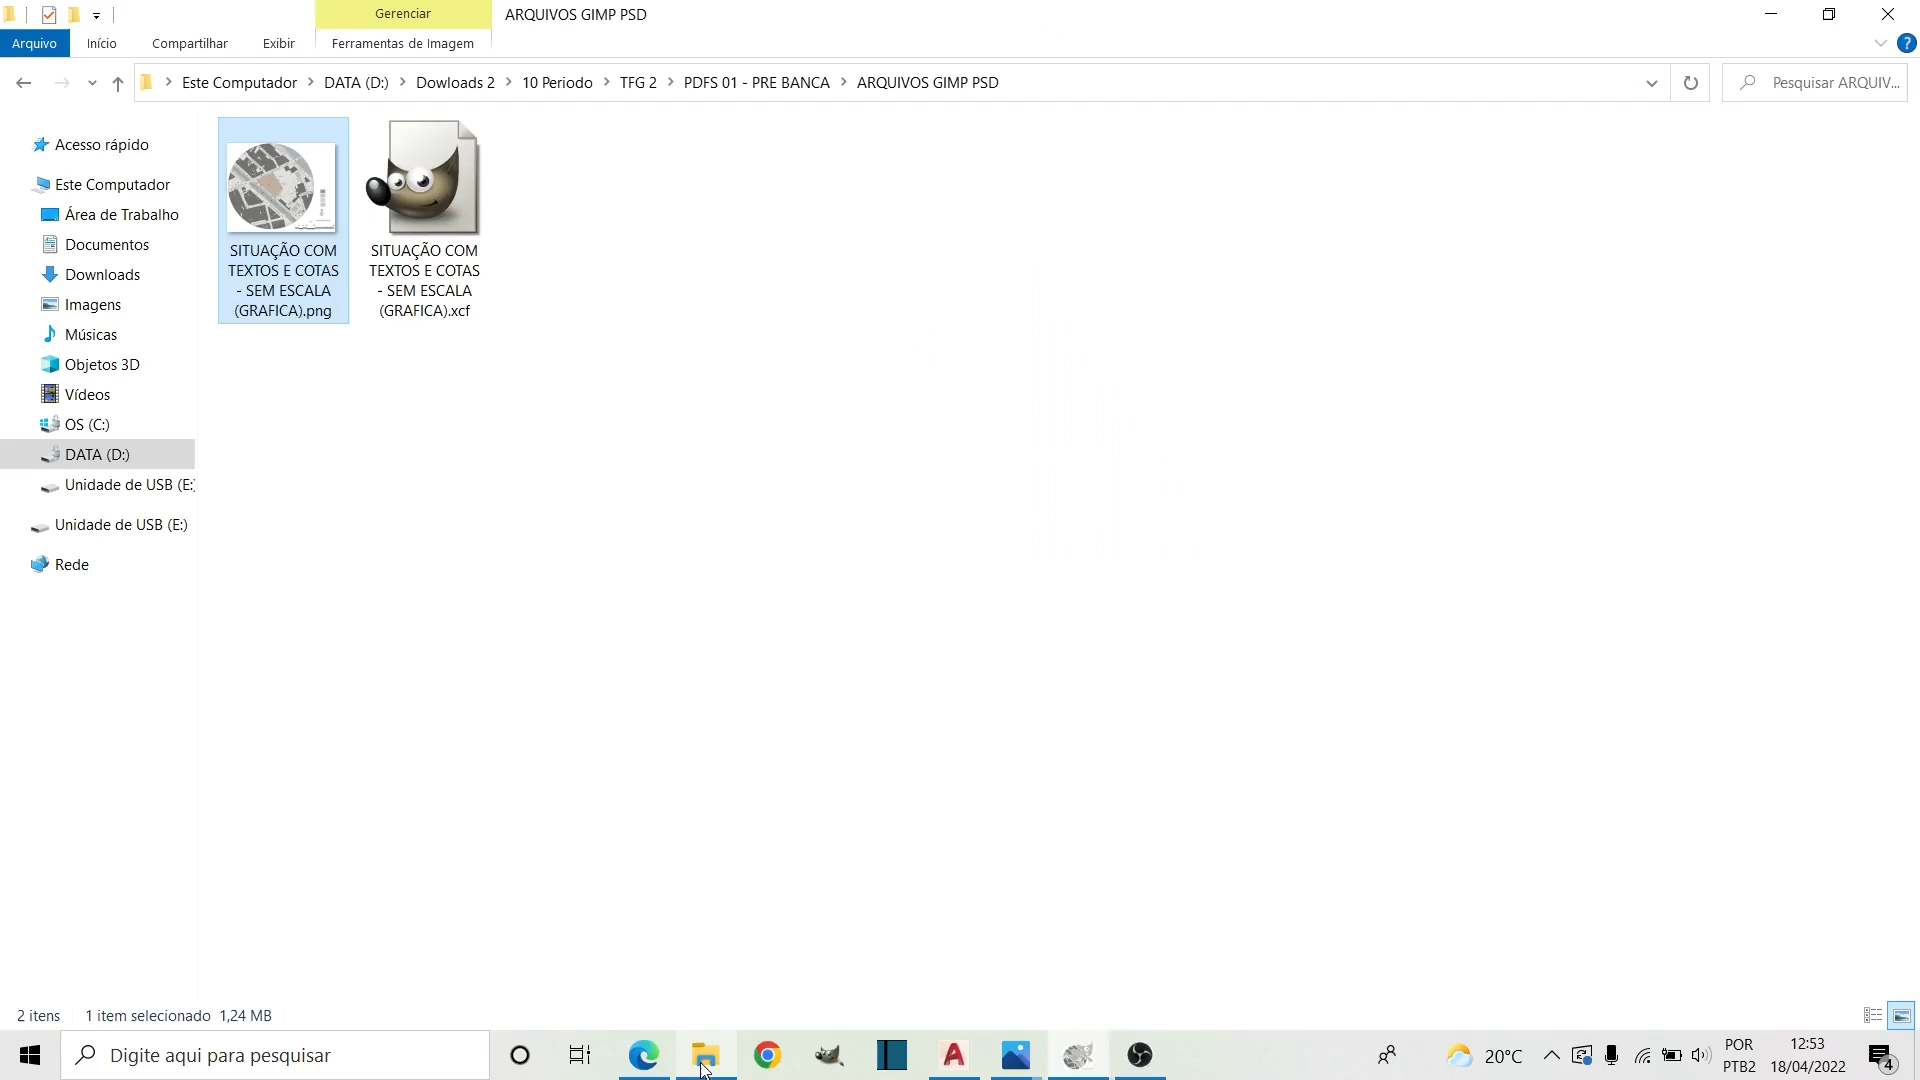 Gerenciar
ARQUIVOS GIMP PSD
Arquivo
Início
Compartilhar
Exibir
Ferramentas de Imagem
?
Este Computador > DATA (D:) > Dowloads 2 > 10 Periodo > TFG 2 > PDFS 01 - PRE BANCA > ARQUIVOS GIMP PSD
Pesquisar ARQUIV...
Acesso rápido
Este Computador
Área de Trabalho
Documentos
Downloads
Imagens
Músicas
Objetos 3D
Vídeos
OS (C:)
DATA (D:)
Unidade de USB (E:)
Unidade de USB (E:)
Rede
SITUAÇÃO COM
TEXTOS E COTAS
- SEM ESCALA
(GRAFICA).png
SITUAÇÃO COM
TEXTOS E COTAS
- SEM ESCALA
(GRAFICA).xcf
2 itens
1 item selecionado 1,24 MB
Digite aqui para pesquisar
20°C
POR
PTB2
12:53
18/04/2022
4